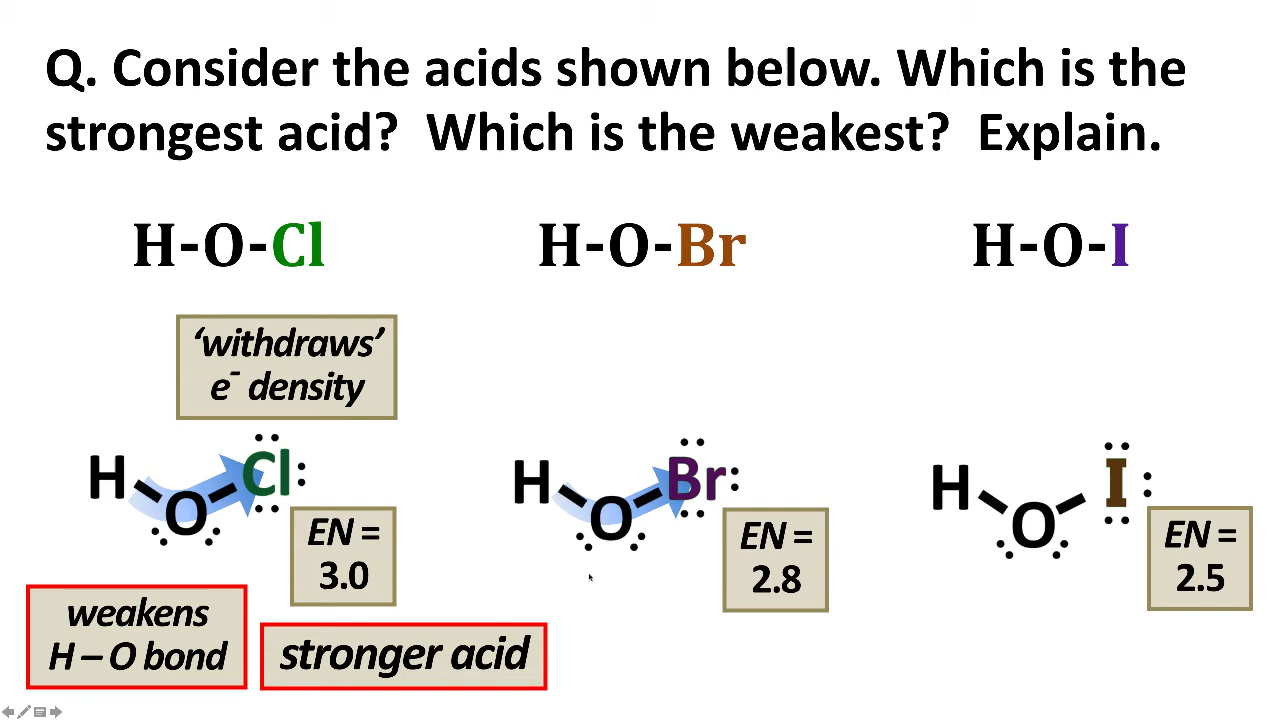 Q. Consider the acids shown below. Which is the
strongest acid?  Which is the weakest?  Explain.
H-O-Cl
H-O-Br
H-O-I
‘withdraws’
e⁻ density
H O Cl
H O Br
H O I
EN =
3.0
EN =
2.8
EN =
2.5
weakens
H – O bond
stronger acid